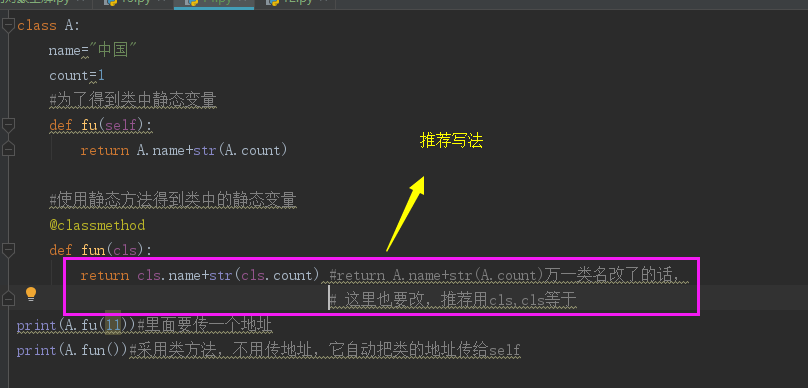 class A:
name="中国"
count=1
#为了得到类中静态变量
def fu(self):
return A.name+str(A.count)
推荐写法
#使用静态方法得到类中的静态变量
@classmethod
def fun(cls):
return cls.name+str(cls.count) #return A.name+str(A.count)万一类名改了的话,
# 这里也要改, 推荐用cls,cls等于
print(A.fu(11))#里面要传一个地址
print(A.fun())#采用类方法, 不用传地址, 它自动把类的地址传给self